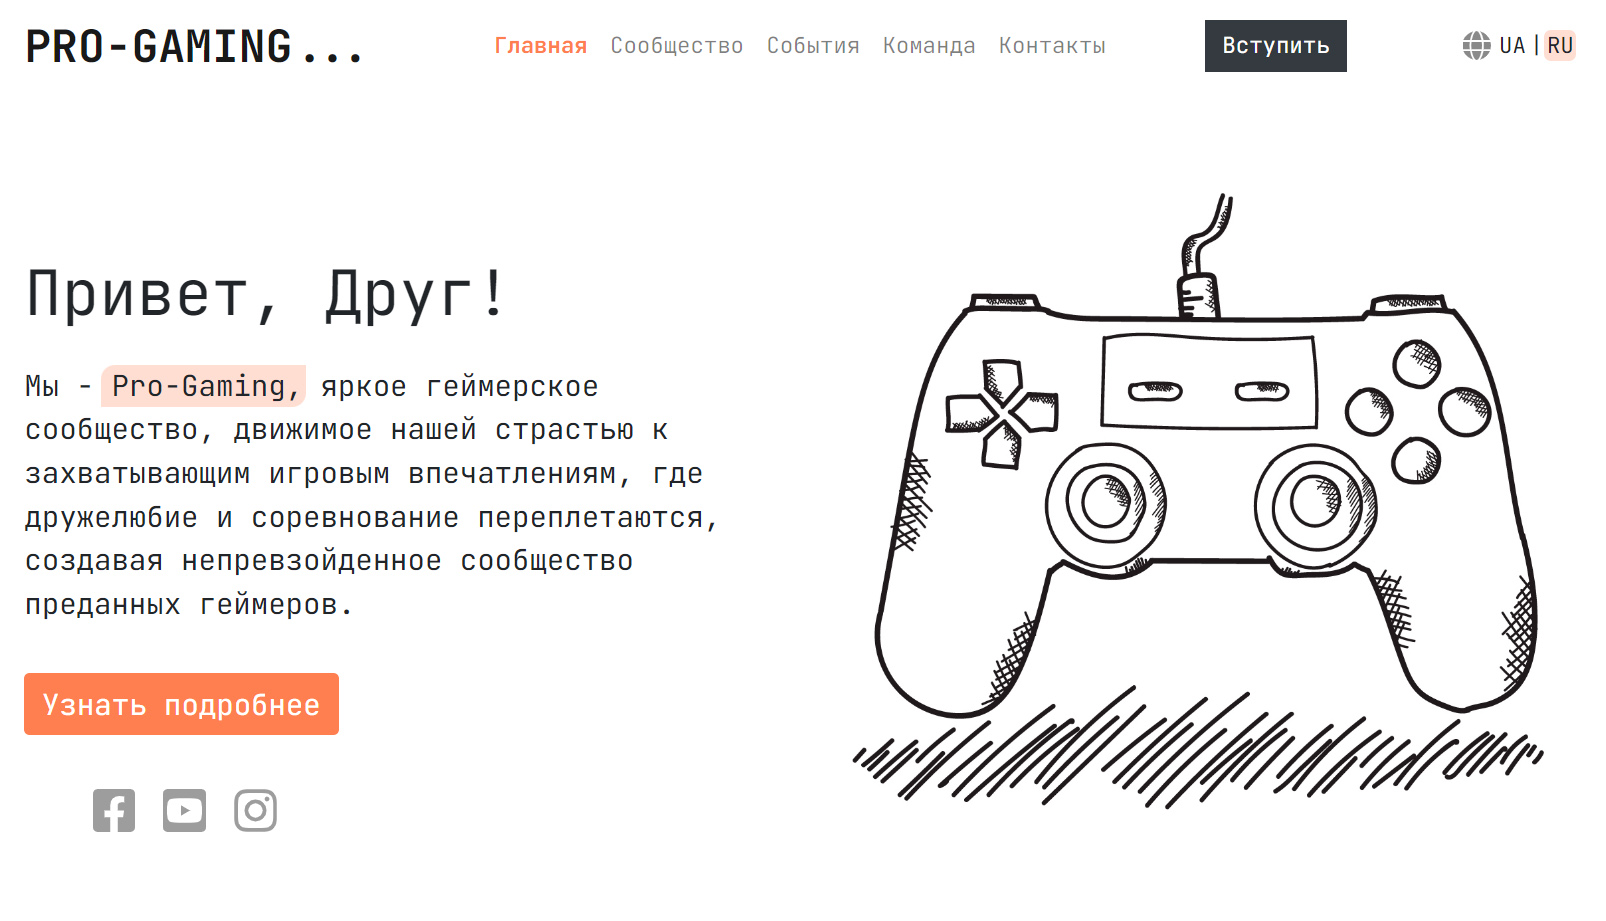 PRO-GAMING...
Главная Сообщество События Команда Контакты
Вступить
UA | RU
Привет, Друг!
Мы - Pro-Gaming, яркое геймерское
сообщество, движимое нашей страстью к
захватывающим игровым впечатлениям, где
дружелюбие и соревнование переплетаются,
создавая непревзойденное сообщество
преданных геймеров.
Узнать подробнее